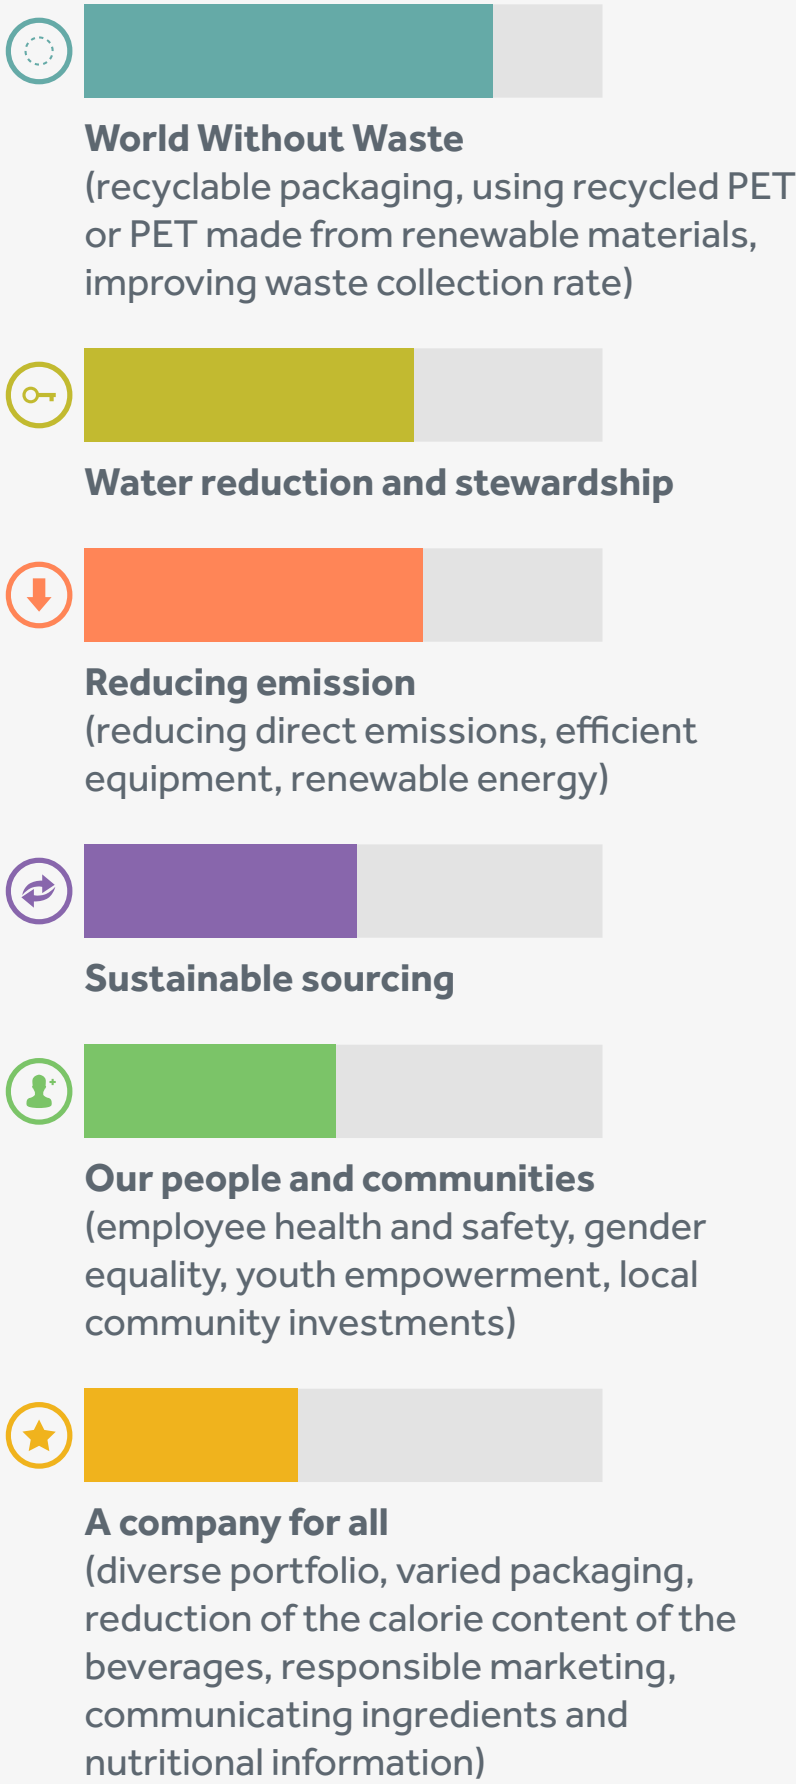 World Without Waste
(recyclable packaging, using recycled PET
or PET made from renewable materials,
improving waste collection rate)
Water reduction and stewardship
Reducing emission
(reducing direct emissions, efficient
equipment, renewable energy)
Sustainable sourcing
Our people and communities
(employee health and safety, gender
equality, youth empowerment, local
community investments)
A company for all
(diverse portfolio, varied packaging,
reduction of the calorie content of the
beverages, responsible marketing,
communicating ingredients and
nutritional information)